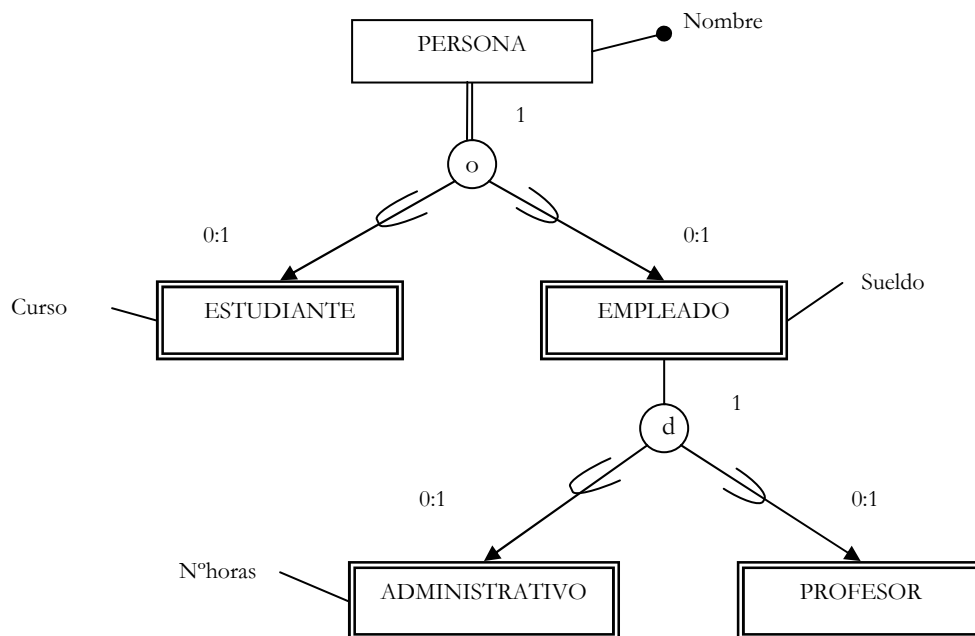 Nombre
PERSONA
1
o
0:1
0:1
Curso
ESTUDIANTE
EMPLEADO
Sueldo
1
d
0:1
0:1
Nºhoras
ADMINISTRATIVO
PROFESOR